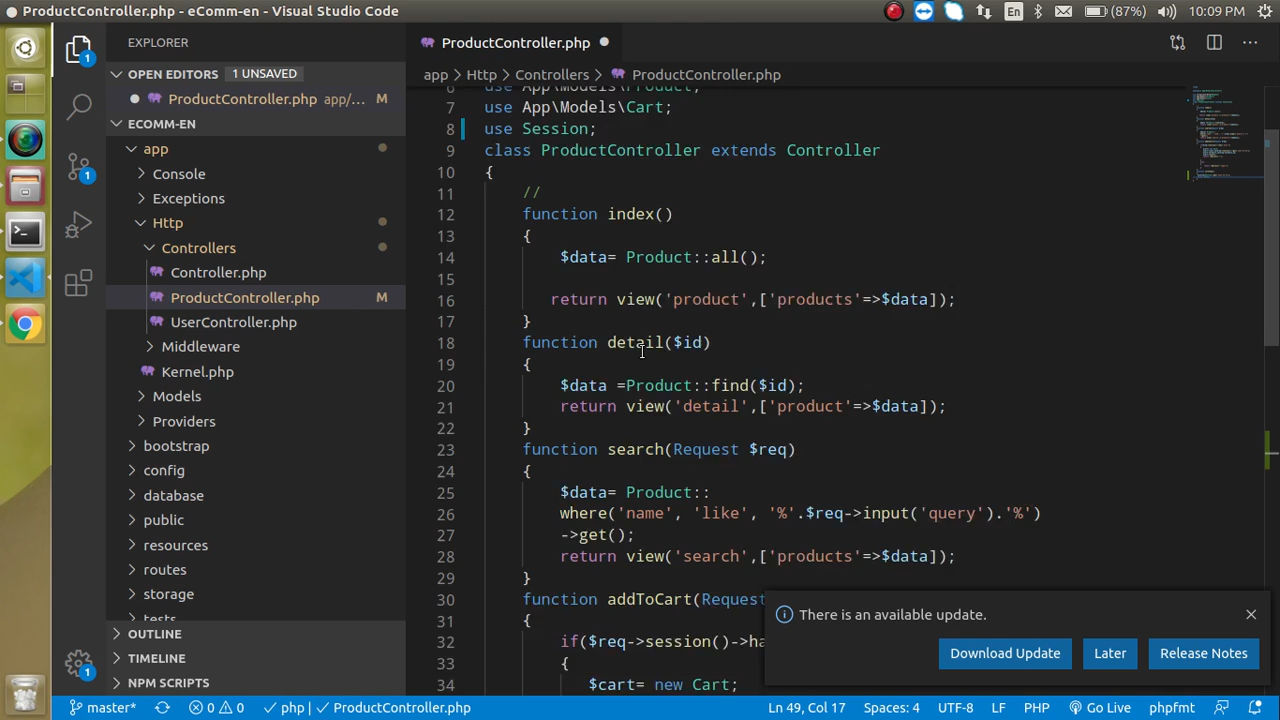 ProductController.php - eComm-en - Visual Studio Code
En
(87%)
10:09 PM
EXPLORER
OPEN EDITORS
1 UNSAVED
ProductController.php app/...
M
ECOMM-EN
app
Console
Exceptions
Http
Controllers
Controller.php
ProductController.php
M
UserController.php
Middleware
Kernel.php
Models
Providers
bootstrap
config
database
public
resources
routes
storage
tests
OUTLINE
TIMELINE
NPM SCRIPTS
1
1
1
ProductController.php
app > Http > Controllers > ProductController.php
6 use App\Models\Product;
7 use App\Models\Cart;
8 use Session;
9 class ProductController extends Controller
10 {
11 //
12 function index()
13 {
14 $data= Product::all();
15
16 return view('product',['products'=>$data]);
17 }
18 function detail($id)
19 {
20 $data =Product::find($id);
21 return view('detail',['product'=>$data]);
22 }
23 function search(Request $req)
24 {
25 $data= Product::
26 where('name', 'like', '%'.$req->input('query').'%')
27 ->get();
28 return view('search',['products'=>$data]);
29 }
30 function addToCart(Request
31 {
32 if($req->session()->ha
33 {
34 $cart= new Cart;
There is an available update.
Download Update
Later
Release Notes
master*
0
0
php
ProductController.php
Ln 49, Col 17
Spaces: 4
UTF-8
LF
PHP
Go Live
phpfmt